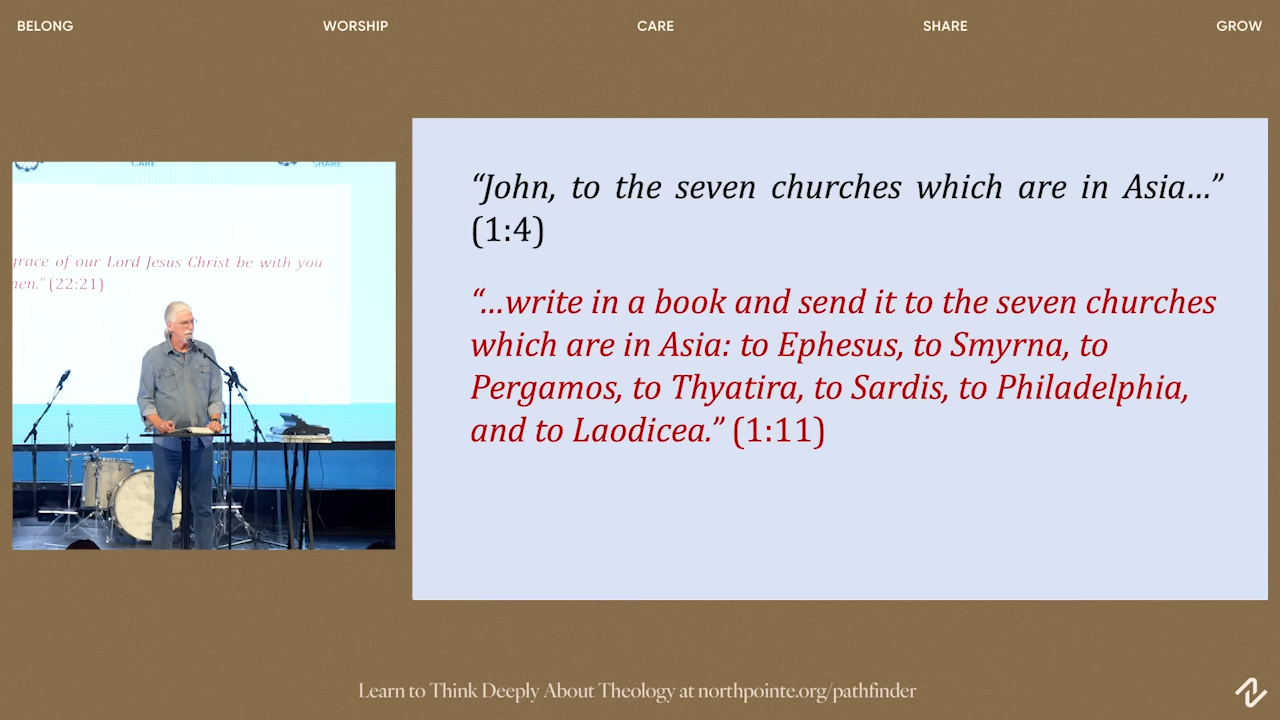 BELONG WORSHIP CARE SHARE GROW
CARE SHARE
grace of our Lord Jesus Christ be with you
men.” (22:21)
“John, to the seven churches which are in Asia…”
(1:4)
“…write in a book and send it to the seven churches
which are in Asia: to Ephesus, to Smyrna, to
Pergamos, to Thyatira, to Sardis, to Philadelphia,
and to Laodicea.” (1:11)
Learn to Think Deeply About Theology at northpointe.org/pathfinder